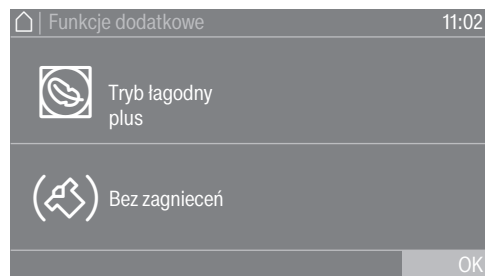 | Funkcje dodatkowe 11:02
Tryb łagodny
plus
Bez zagnieceń
OK